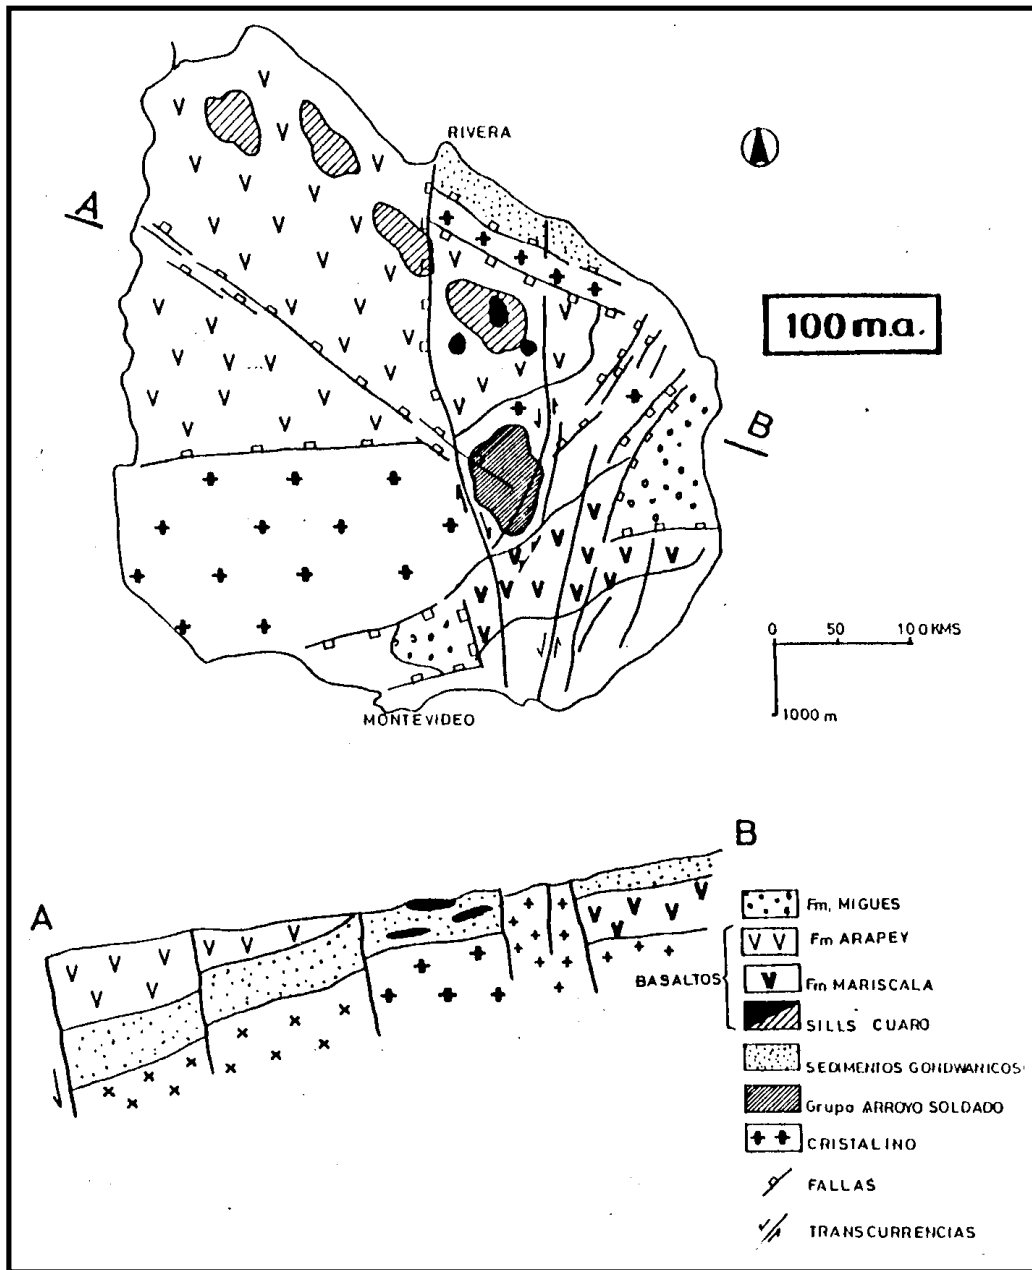 RIVERA
A
100 m.a.
B
0 50 100 KMS
1000 m
MONTEVIDEO
B
A
Fm. MIGUES
Fm ARAPEY
BASALTOS
Fm MARISCALA
SILLS CUARO
SEDIMENTOS GONDWANICOS
Grupo ARROYO SOLDADO
CRISTALINO
FALLAS
TRANSCURRENCIAS